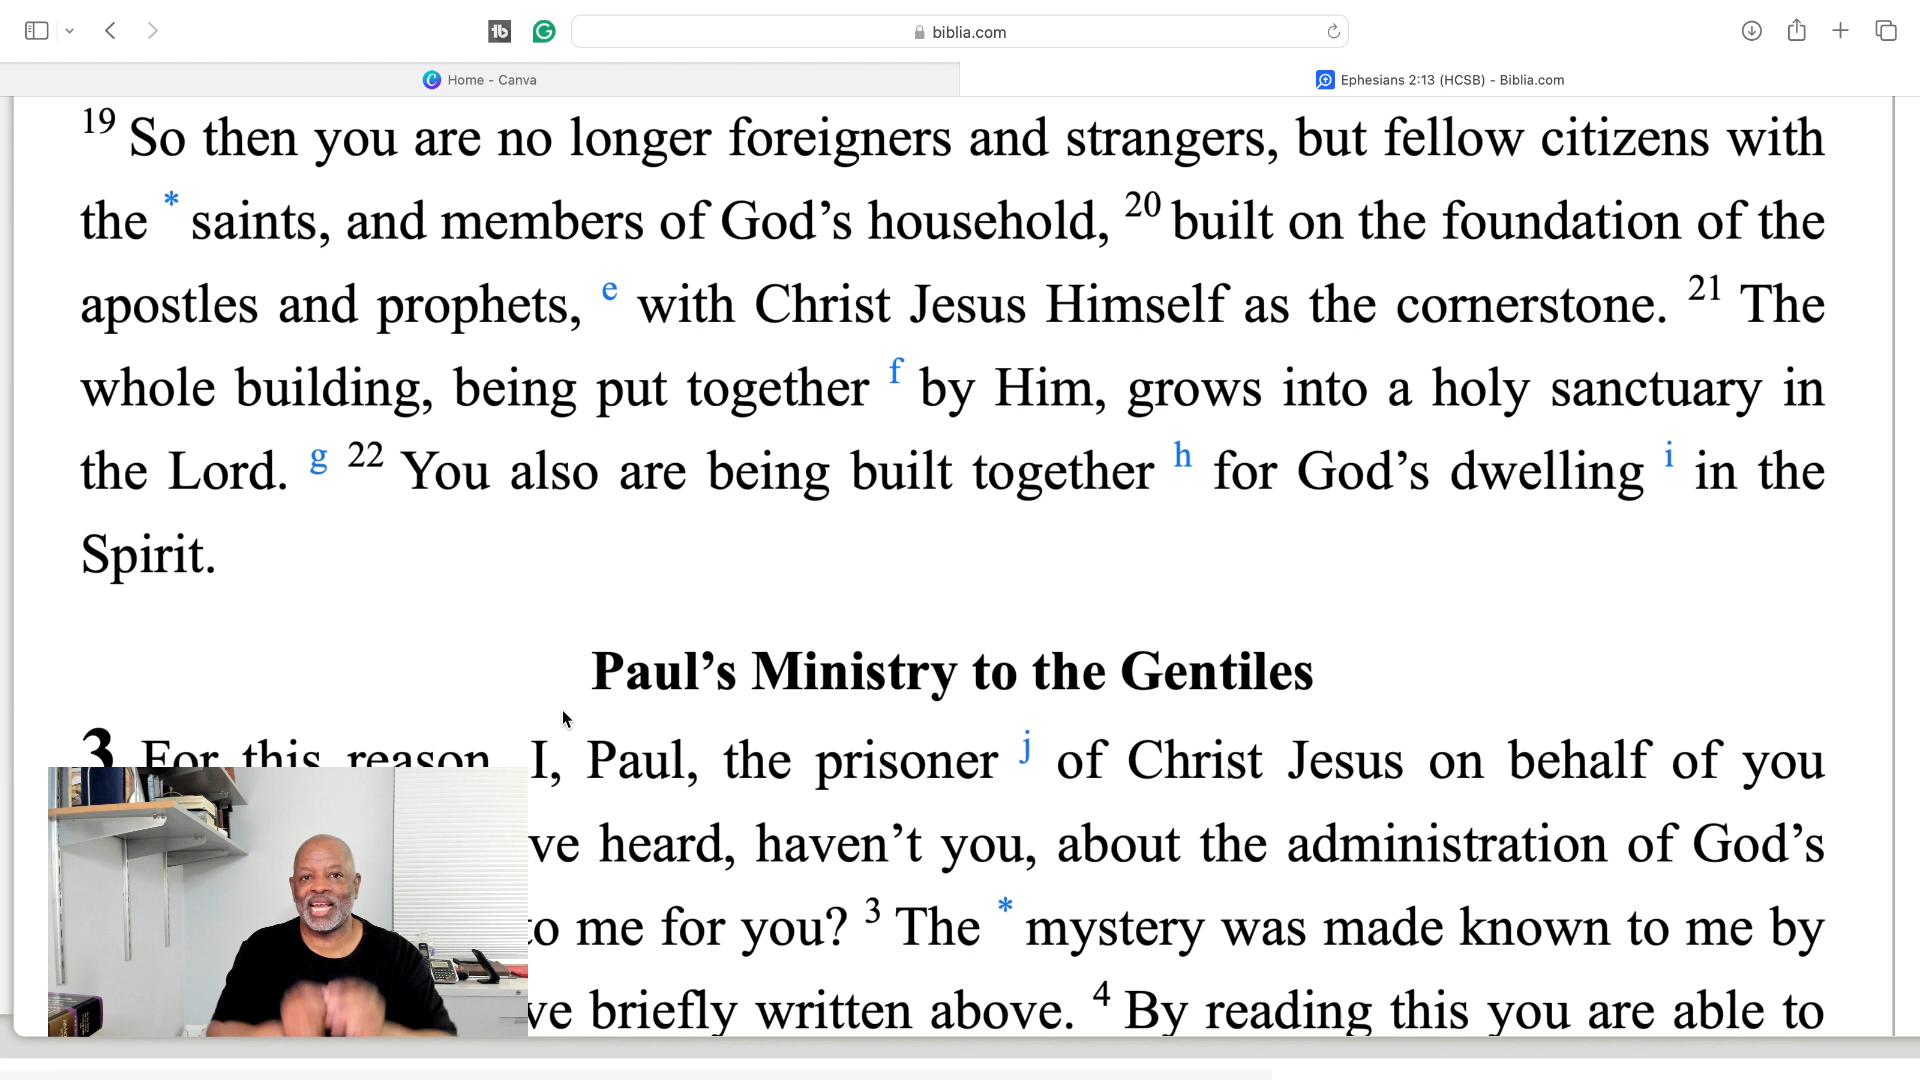 biblia.com
Home - Canva
Ephesians 2:13 (HCSB) - Biblia.com
19 So then you are no longer foreigners and strangers, but fellow citizens with
the * saints, and members of God’s household, 20 built on the foundation of the
apostles and prophets, e with Christ Jesus Himself as the cornerstone. 21 The
whole building, being put together f by Him, grows into a holy sanctuary in
the Lord. g 22 You also are being built together h for God’s dwelling i in the
Spirit.
Paul’s Ministry to the Gentiles
3 For this reason, I, Paul, the prisoner j of Christ Jesus on behalf of you
ve heard, haven’t you, about the administration of God’s
to me for you? 3 The * mystery was made known to me by
ve briefly written above. 4 By reading this you are able to